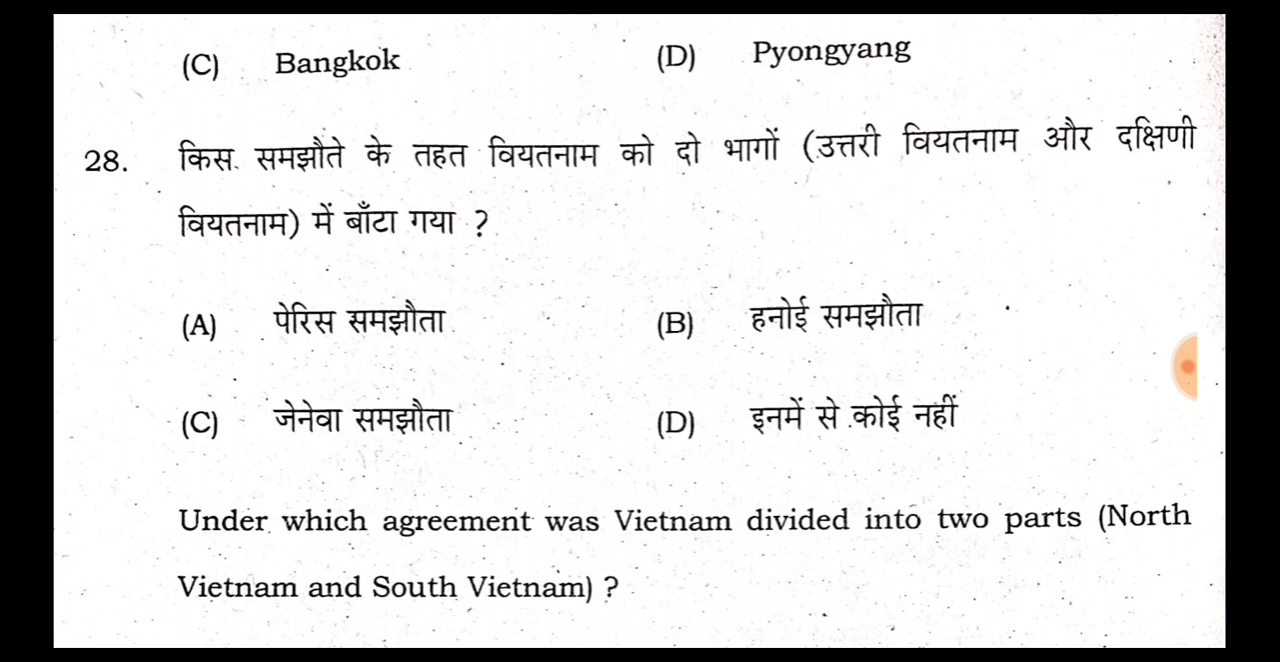 (C) Bangkok (D) Pyongyang
28. किस समझौते के तहत वियतनाम को दो भागों (उत्तरी वियतनाम और दक्षिणी
वियतनाम) में बाँटा गया ?
(A) पेरिस समझौता (B) हनोई समझौता
(C) जेनेवा समझौता (D) इनमें से कोई नहीं
Under which agreement was Vietnam divided into two parts (North
Vietnam and South Vietnam) ?